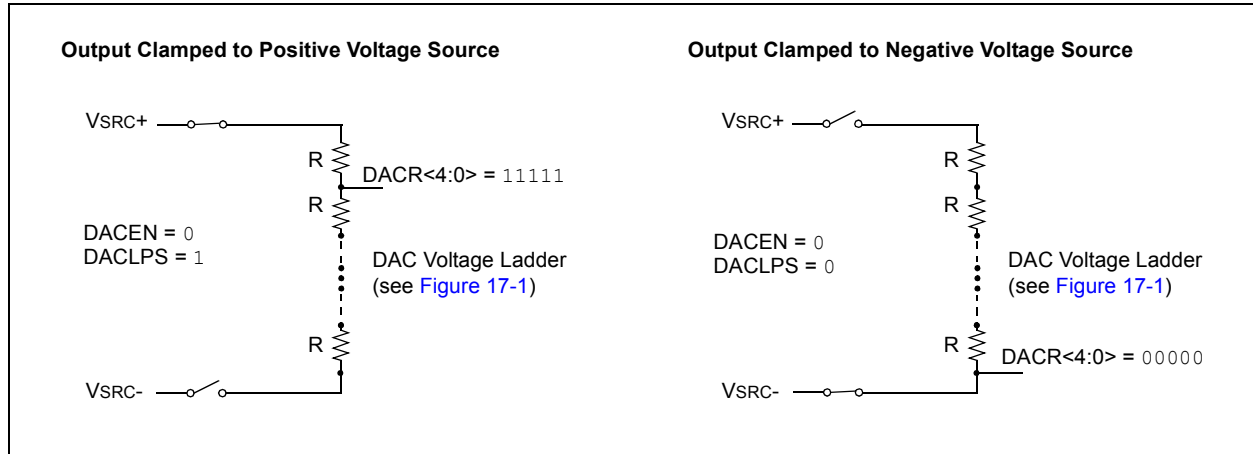 Output Clamped to Positive Voltage Source
VSRC+
R
DACR<4:0> = 11111
R
DACEN = 0
DACLPS = 1
DAC Voltage Ladder
(see Figure 17-1)
R
VSRC-
Output Clamped to Negative Voltage Source
VSRC+
R
R
DACEN = 0
DACLPS = 0
DAC Voltage Ladder
(see Figure 17-1)
R
DACR<4:0> = 00000
VSRC-